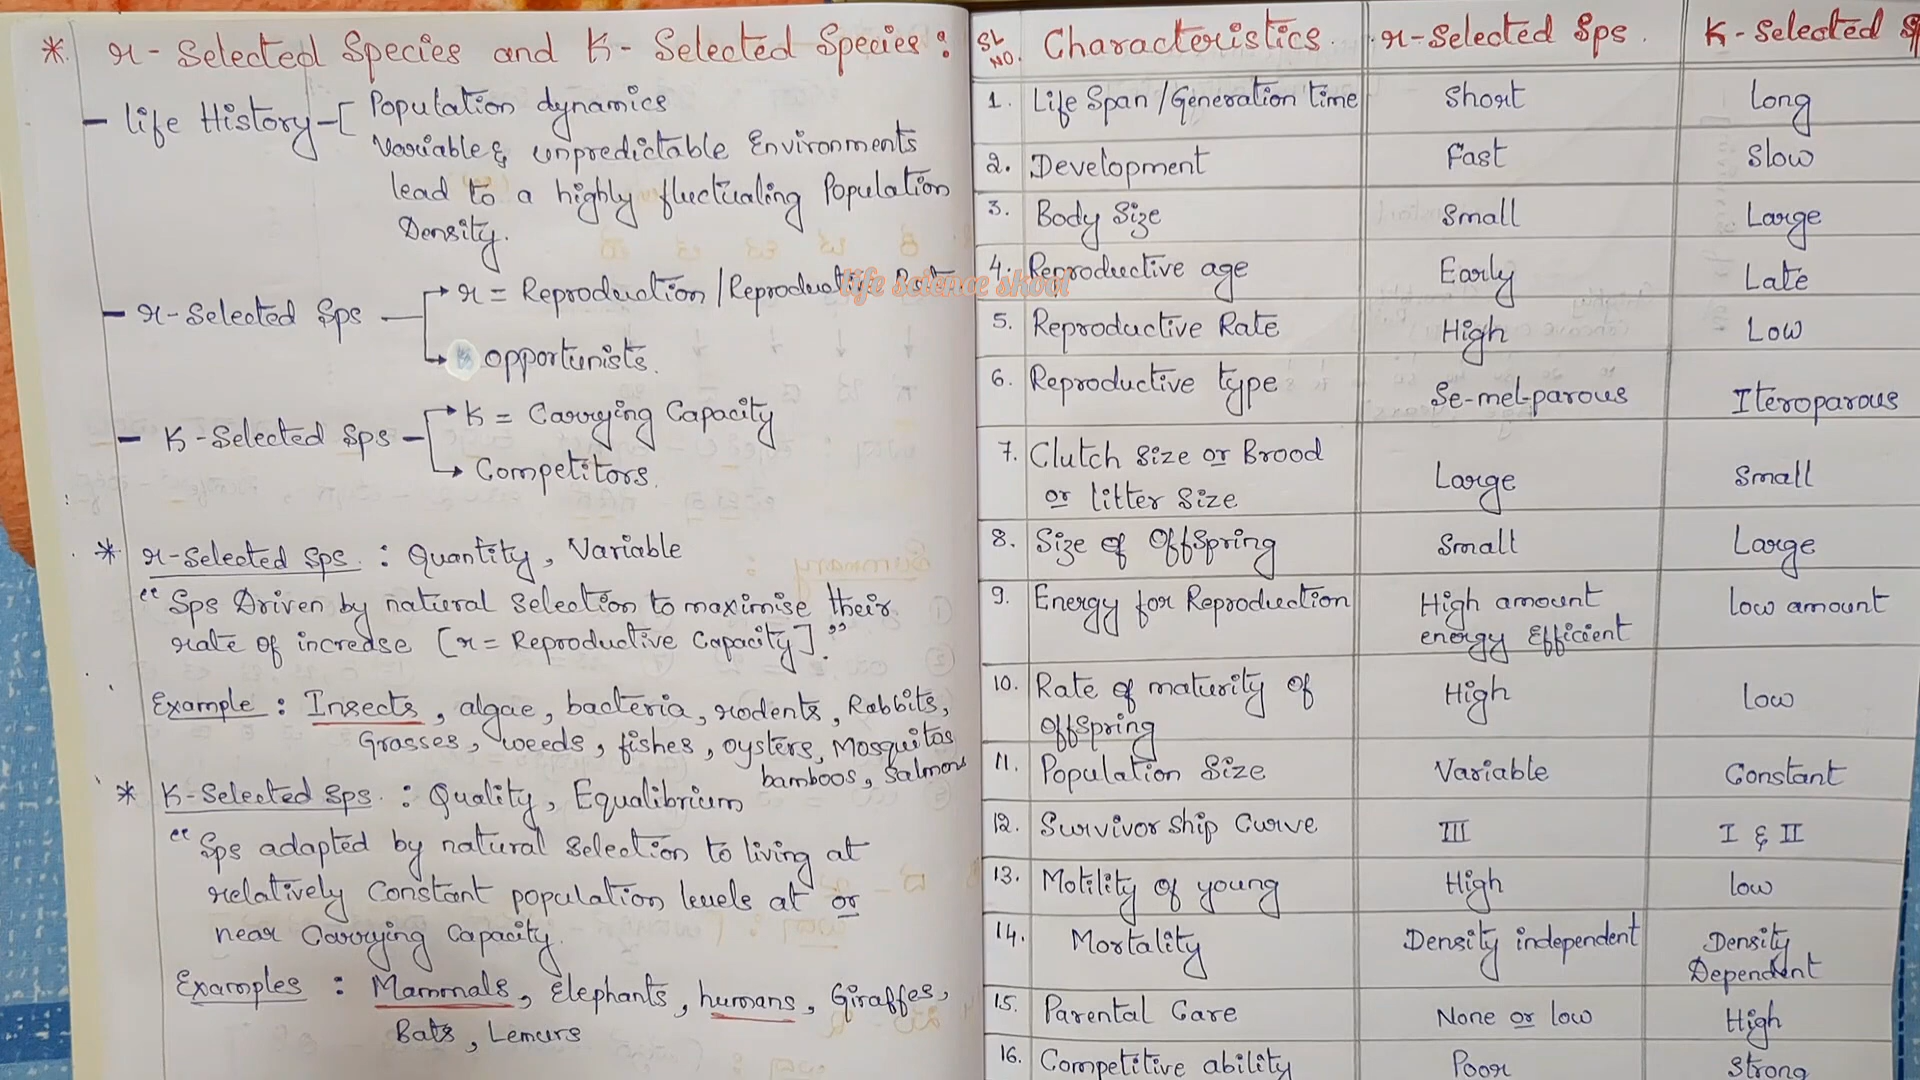 * r-Selected Species and K-Selected Species:
- life History -[ Population dynamics
Variable & unpredictable Environments
lead to a highly fluctuating Population
Density.
- r-Selected Sps → r = Reproduction / Reproductive Rate
→ opportunists.
- K-Selected Sps → K = Carrying Capacity
→ Competitors.
* r-Selected Sps. : Quantity, Variable
"Sps Driven by natural Selection to maximise their
rate of increase [r = Reproductive Capacity]."
Example : Insects, algae, bacteria, rodents, Rabbits,
Grasses, weeds, fishes, oysters, Mosquitos
bamboos, Salmons
* K-Selected Sps. : Quality, Equalibrium
"Sps adapted by natural Selection to living at
relatively Constant population levels at or
near Carrying Capacity.
Examples : Mammals, Elephants, humans, Giraffes,
Bats, Lemurs
life science skool
SL NO. Characteristics. r-Selected Sps. K-Selected Sp
1. Life Span / Generation time Short Long
2. Development Fast Slow
3. Body Size Small Large
4. Reproductive age Early Late
5. Reproductive Rate High Low
6. Reproductive type Se-mel-parous Iteroparous
7. Clutch Size or Brood
or litter Size Large Small
8. Size of Offspring Small Large
9. Energy for Reproduction High amount low amount
energy Efficient
10. Rate of maturity of High low
Offspring
11. Population Size Variable Constant
12. Survivor Ship Curve III I & II
13. Motility of young High low
14. Mortality Density independent Density
Dependent
15. Parental Care None or low High
16. Competitive ability Poor Strong